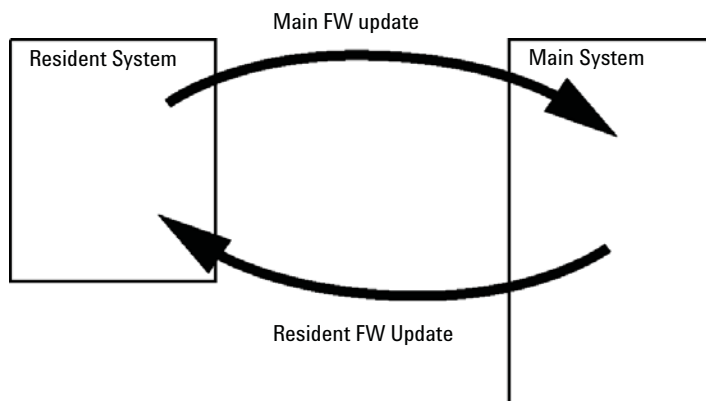 Main FW update
Resident System
Main System
Resident FW Update